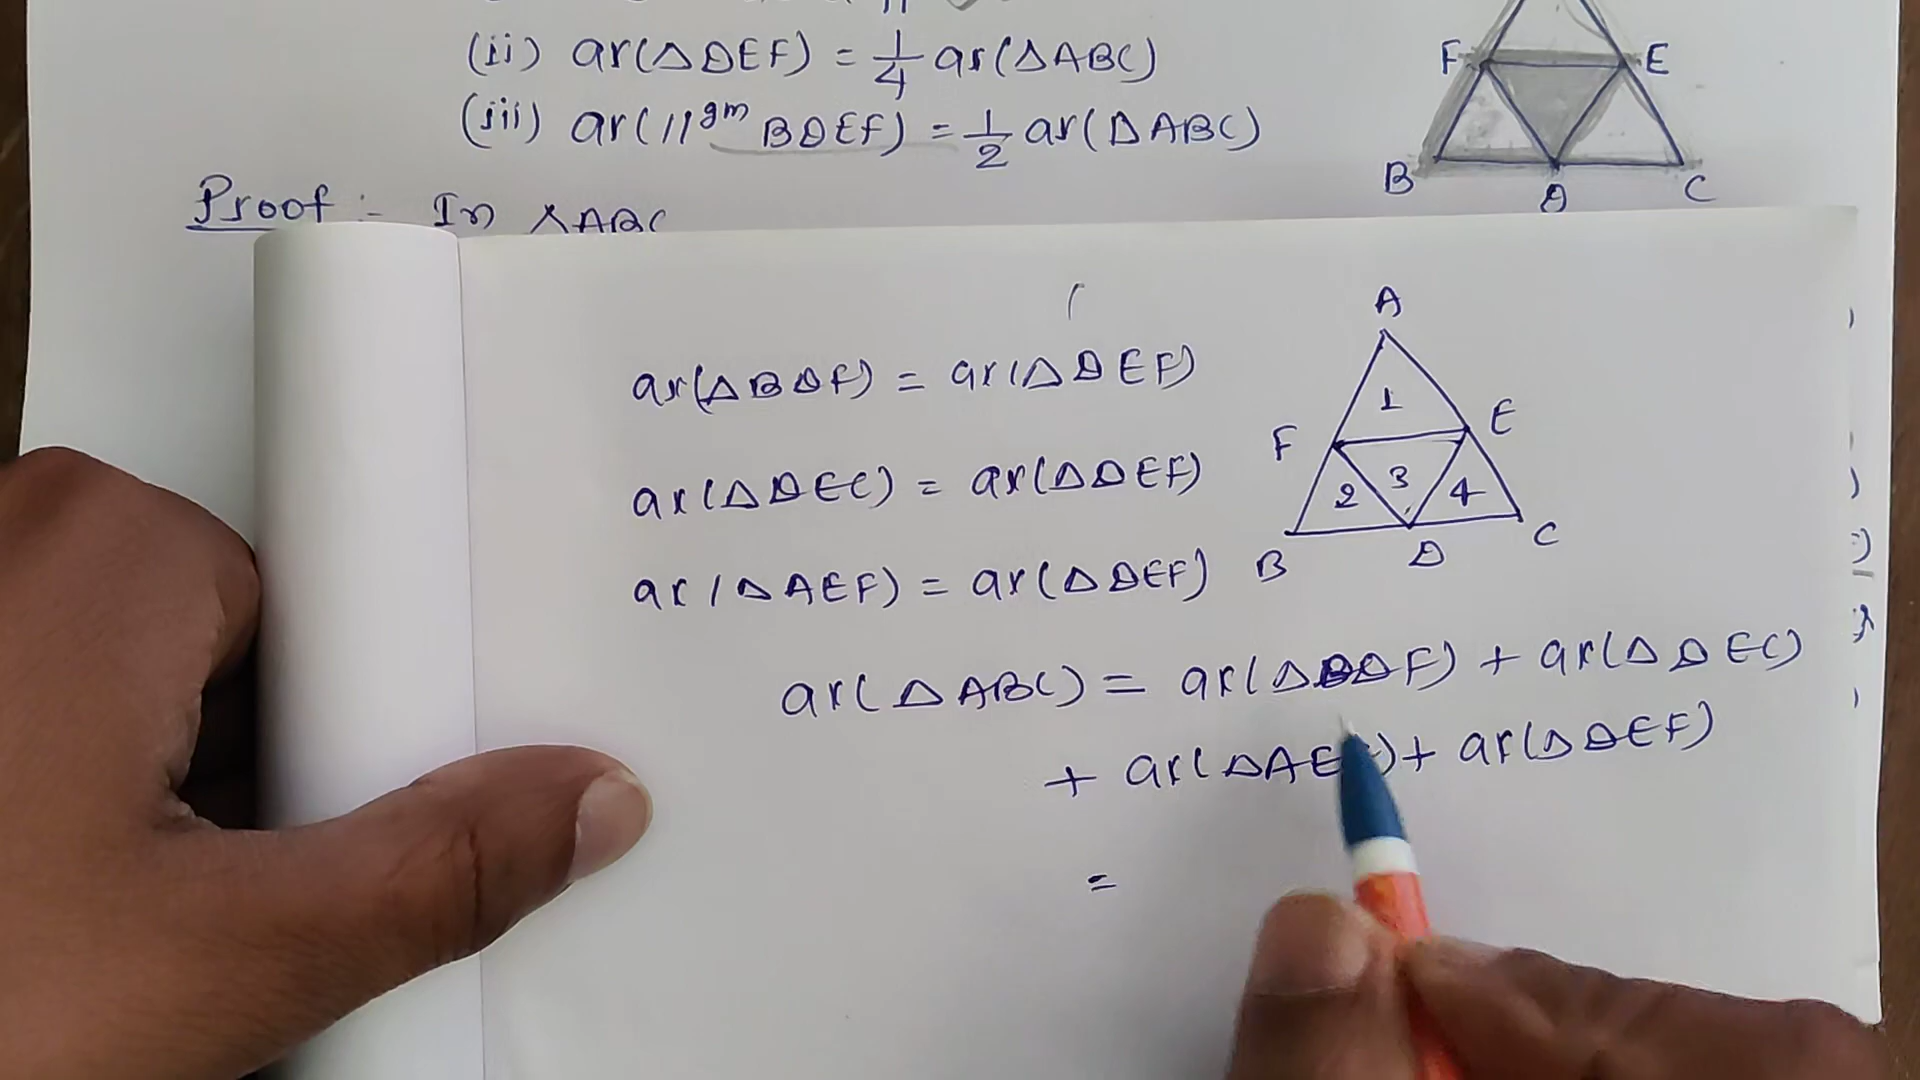 (ii) ar(△DEF) = 1/4 ar(△ABC)
(iii) ar(||gm BDEF) = 1/2 ar(△ABC)
F E
B D C
Proof :- In △ABC
A
ar(△BDF) = ar(△DEF)
F E
1
ar(△DEC) = ar(△DEF)
2 3 4
B D C
ar(△AEF) = ar(△DEF)
ar(△ABC) = ar(△BDF) + ar(△DEC)
+ ar(△AE ) + ar(△DEF)
=